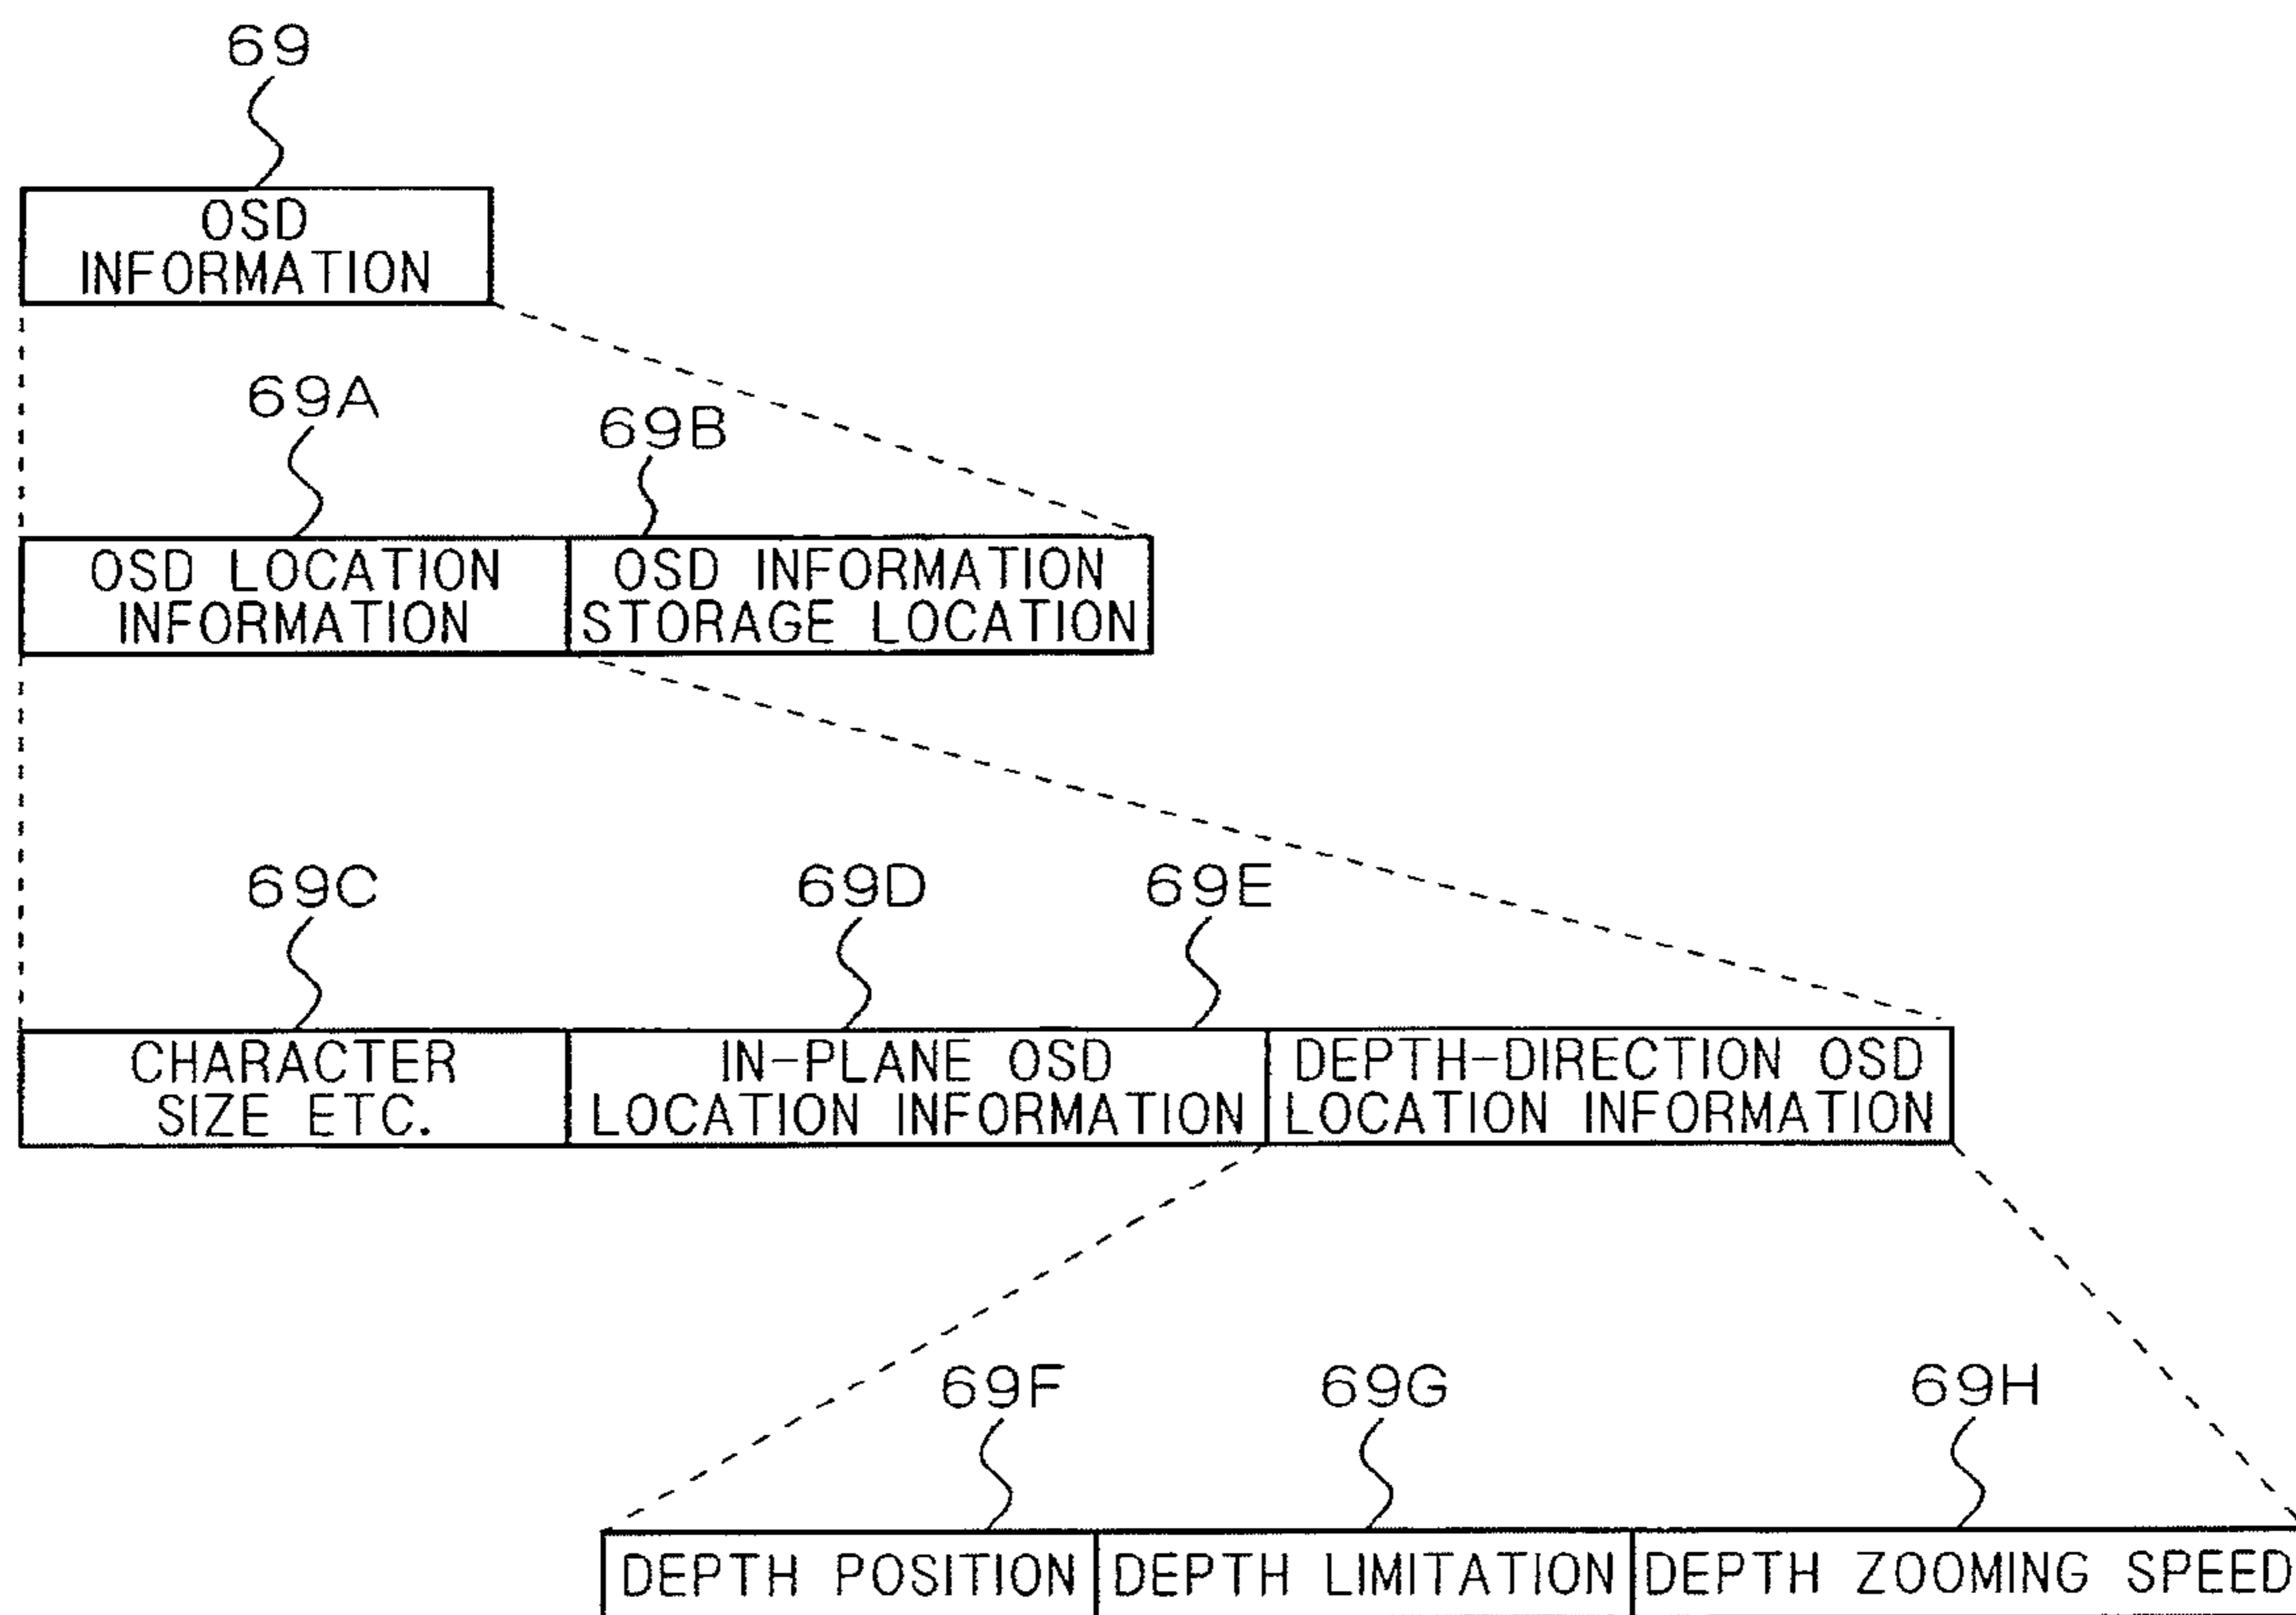 69
OSD
INFORMATION
69A
69B
OSD LOCATION
INFORMATION
OSD INFORMATION
STORAGE LOCATION
69C
69D
69E
CHARACTER
SIZE ETC.
IN-PLANE OSD
LOCATION INFORMATION
DEPTH-DIRECTION OSD
LOCATION INFORMATION
69F
69G
69H
DEPTH POSITION
DEPTH LIMITATION
DEPTH ZOOMING SPEED